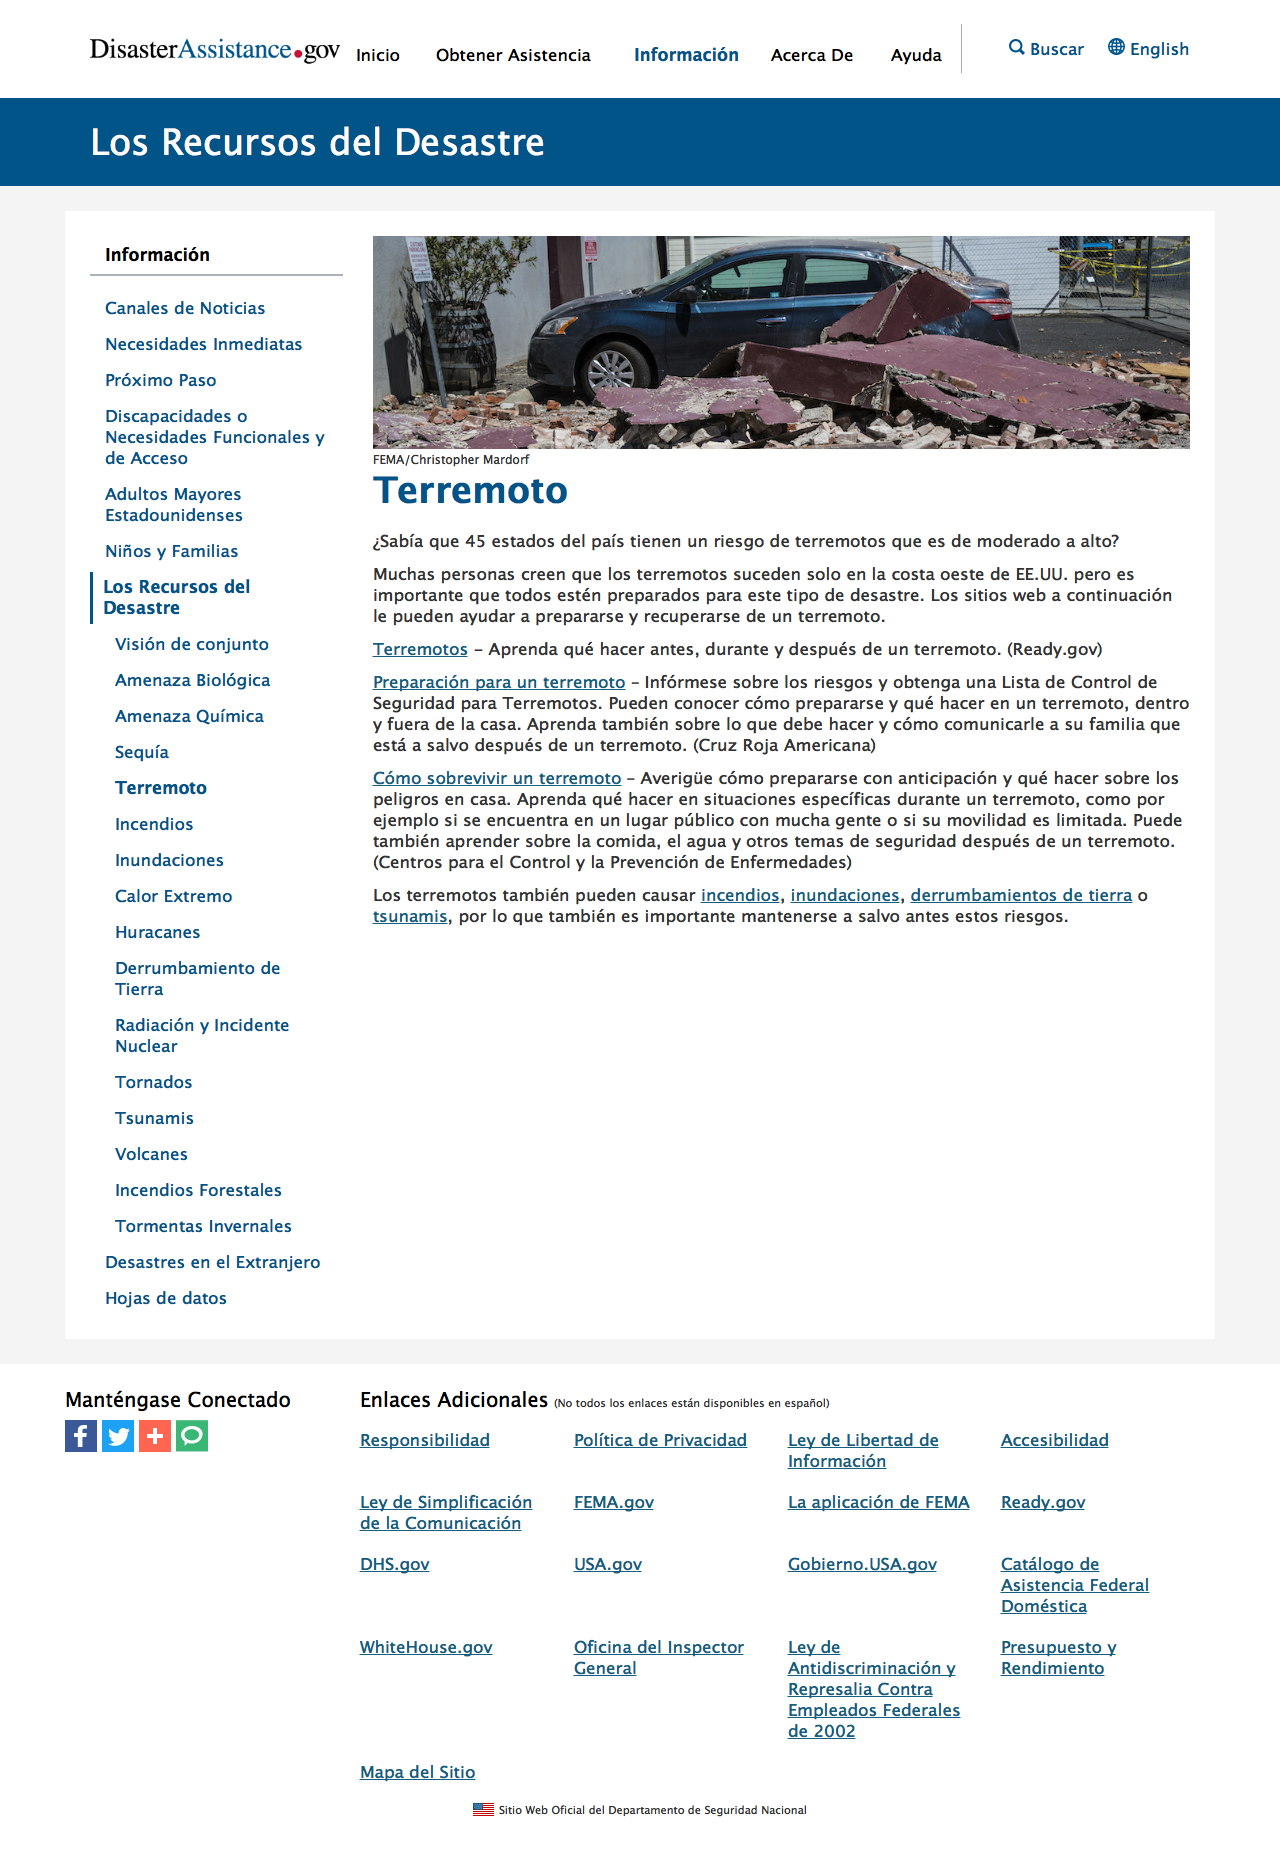 DisasterAssistance.gov
Inicio
Obtener Asistencia
Información
Acerca De
Ayuda
Buscar
English
Los Recursos del Desastre
Información
Canales de Noticias
Necesidades Inmediatas
Próximo Paso
Discapacidades o
Necesidades Funcionales y
de Acceso
Adultos Mayores
Estadounidenses
Niños y Familias
Los Recursos del
Desastre
Visión de conjunto
Amenaza Biológica
Amenaza Química
Sequía
Terremoto
Incendios
Inundaciones
Calor Extremo
Huracanes
Derrumbamiento de
Tierra
Radiación y Incidente
Nuclear
Tornados
Tsunamis
Volcanes
Incendios Forestales
Tormentas Invernales
Desastres en el Extranjero
Hojas de datos
FEMA/Christopher Mardorf
Terremoto
¿Sabía que 45 estados del país tienen un riesgo de terremotos que es de moderado a alto?
Muchas personas creen que los terremotos suceden solo en la costa oeste de EE.UU. pero es
importante que todos estén preparados para este tipo de desastre. Los sitios web a continuación
le pueden ayudar a prepararse y recuperarse de un terremoto.
Terremotos – Aprenda qué hacer antes, durante y después de un terremoto. (Ready.gov)
Preparación para un terremoto – Infórmese sobre los riesgos y obtenga una Lista de Control de
Seguridad para Terremotos. Pueden conocer cómo prepararse y qué hacer en un terremoto, dentro
y fuera de la casa. Aprenda también sobre lo que debe hacer y cómo comunicarle a su familia que
está a salvo después de un terremoto. (Cruz Roja Americana)
Cómo sobrevivir un terremoto – Averigüe cómo prepararse con anticipación y qué hacer sobre los
peligros en casa. Aprenda qué hacer en situaciones específicas durante un terremoto, como por
ejemplo si se encuentra en un lugar público con mucha gente o si su movilidad es limitada. Puede
también aprender sobre la comida, el agua y otros temas de seguridad después de un terremoto.
(Centros para el Control y la Prevención de Enfermedades)
Los terremotos también pueden causar incendios, inundaciones, derrumbamientos de tierra o
tsunamis, por lo que también es importante mantenerse a salvo antes estos riesgos.
Manténgase Conectado
Enlaces Adicionales (No todos los enlaces están disponibles en español)
Responsibilidad
Política de Privacidad
Ley de Libertad de
Información
Accesibilidad
Ley de Simplificación
de la Comunicación
FEMA.gov
La aplicación de FEMA
Ready.gov
DHS.gov
USA.gov
Gobierno.USA.gov
Catálogo de
Asistencia Federal
Doméstica
WhiteHouse.gov
Oficina del Inspector
General
Ley de
Antidiscriminación y
Represalia Contra
Empleados Federales
de 2002
Presupuesto y
Rendimiento
Mapa del Sitio
Sitio Web Oficial del Departamento de Seguridad Nacional